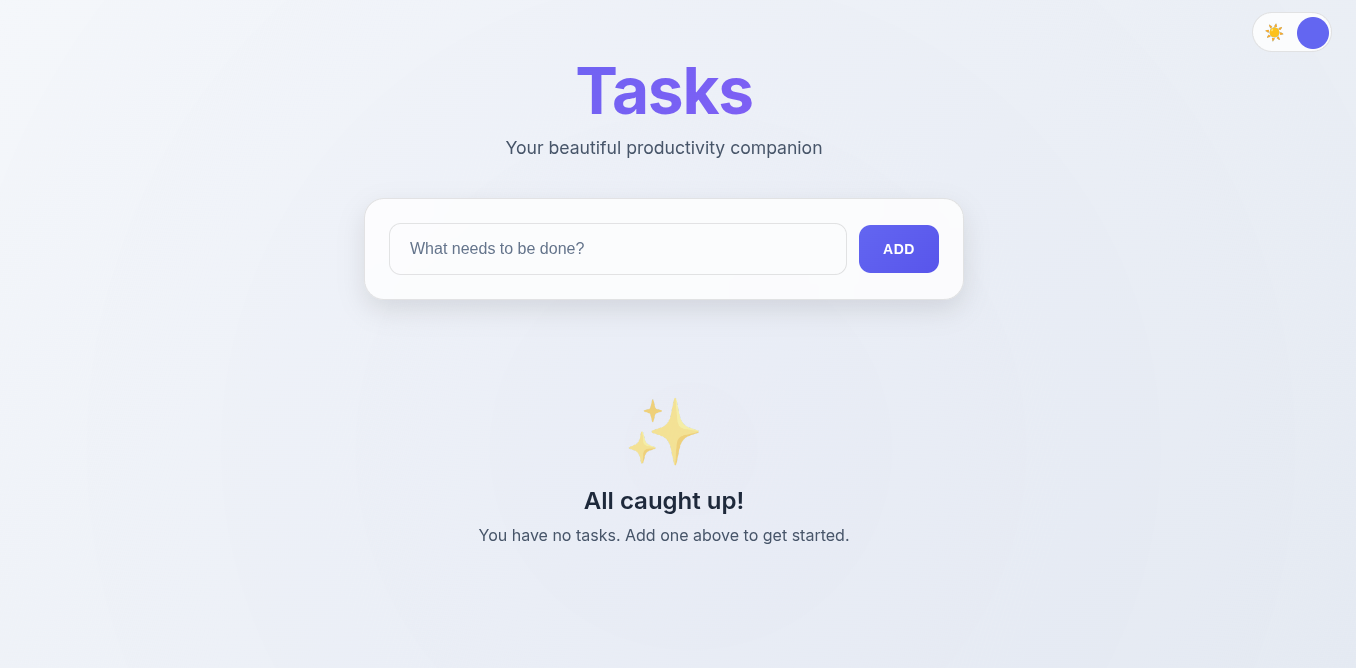 Tasks
Your beautiful productivity companion
What needs to be done?
ADD
All caught up!
You have no tasks. Add one above to get started.